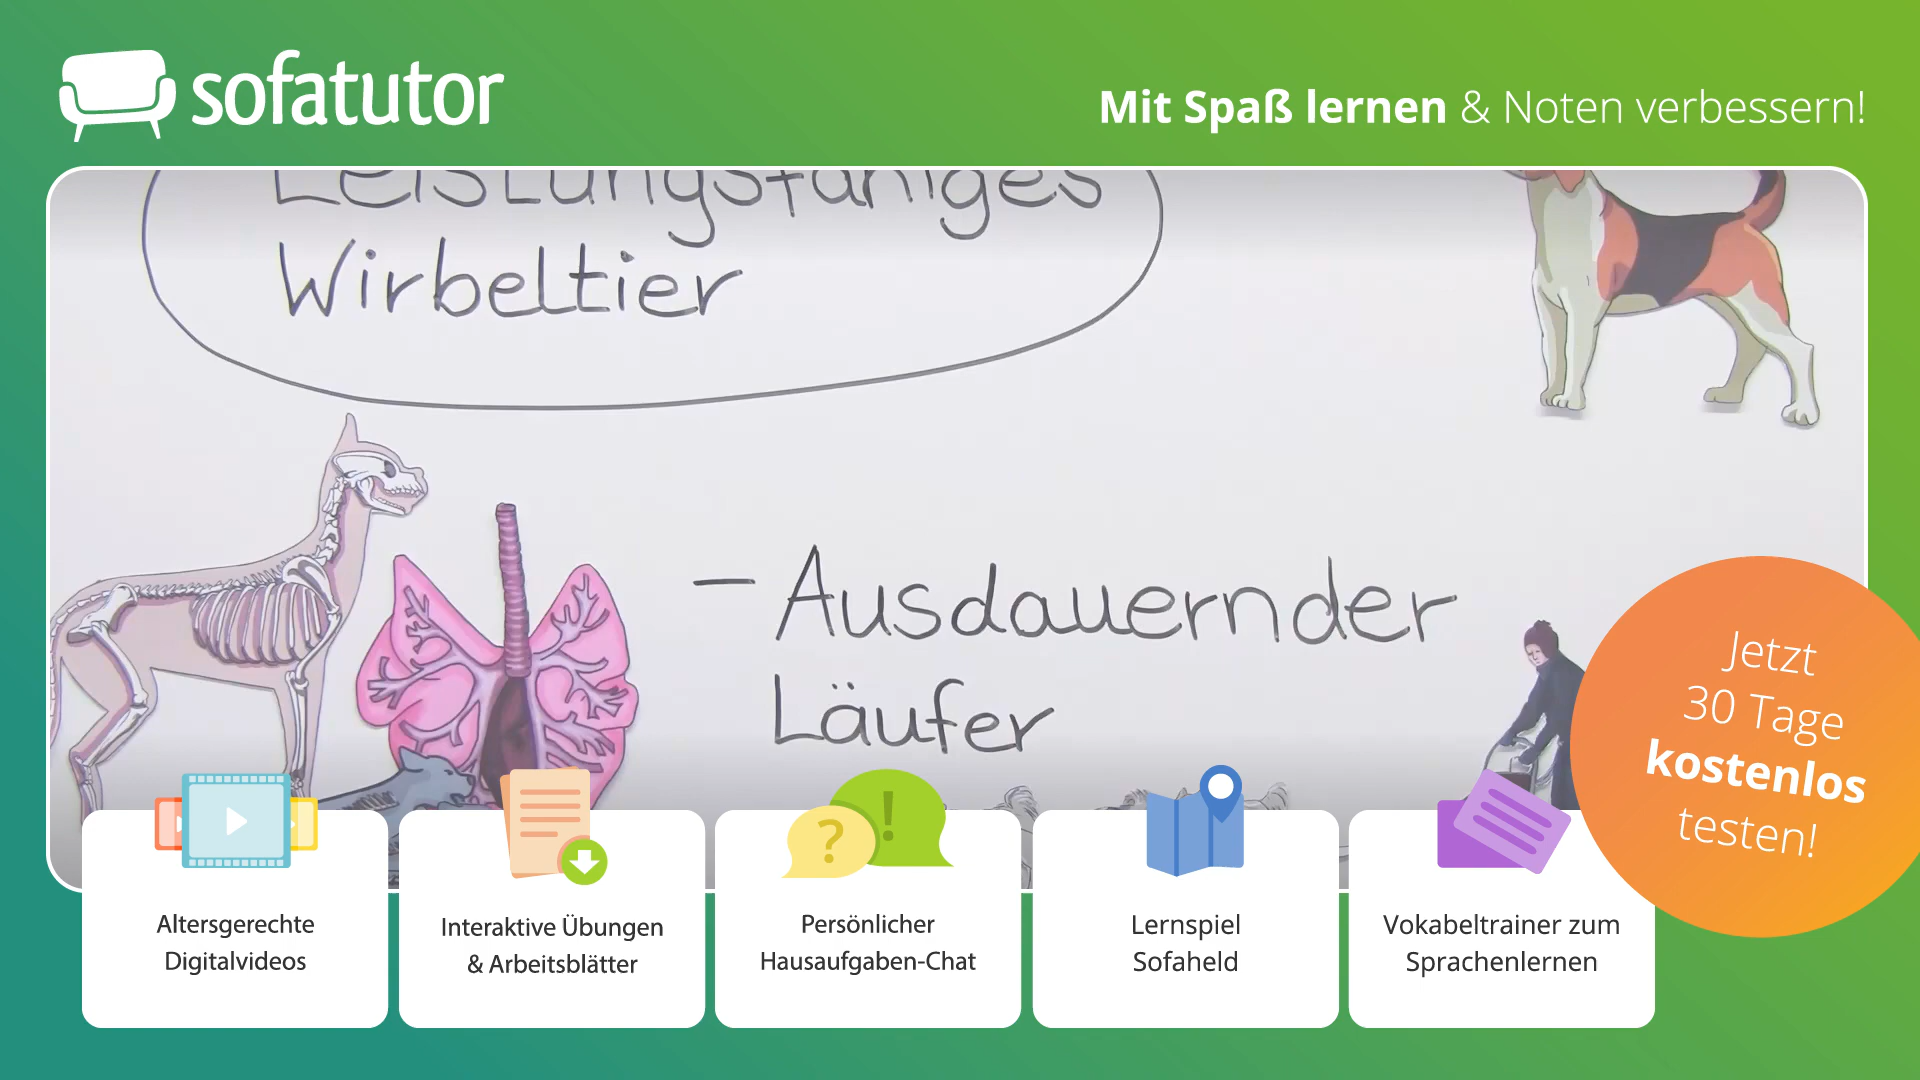 sofatutor
Mit Spaß lernen & Noten verbessern!
Leistungsfähiges
Wirbeltier
– Ausdauernder
Läufer
Jetzt
30 Tage
kostenlos
testen!
?
!
Altersgerechte
Digitalvideos
Interaktive Übungen
& Arbeitsblätter
Persönlicher
Hausaufgaben-Chat
Lernspiel
Sofaheld
Vokabeltrainer zum
Sprachenlernen